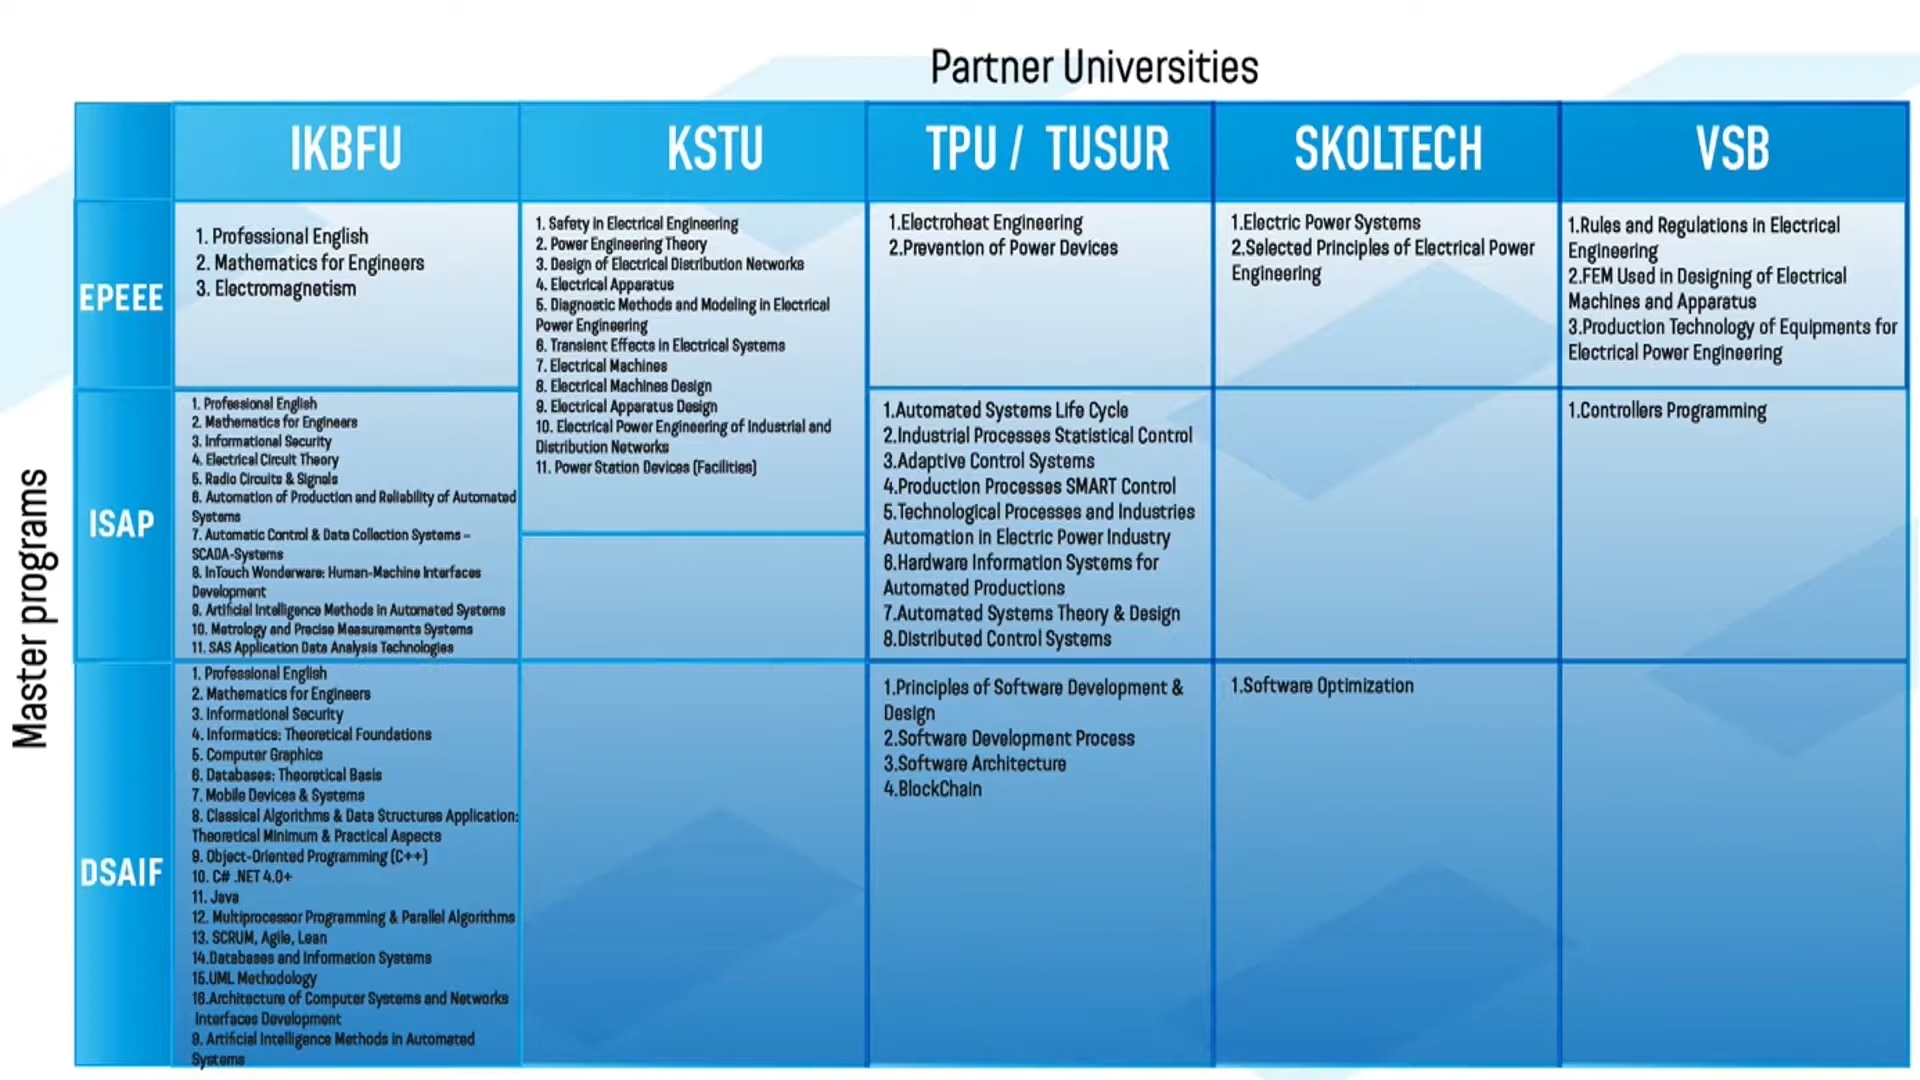 Partner Universities
IKBFU
KSTU
TPU / TUSUR
SKOLTECH
VSB
Master programs
EPEEE
1. Professional English
2. Mathematics for Engineers
3. Electromagnetism
1. Safety in Electrical Engineering
2. Power Engineering Theory
3. Design of Electrical Distribution Networks
4. Electrical Apparatus
5. Diagnostic Methods and Modeling in Electrical
Power Engineering
6. Transient Effects in Electrical Systems
7. Electrical Machines
8. Electrical Machines Design
9. Electrical Apparatus Design
10. Electrical Power Engineering of Industrial and
Distribution Networks
11. Power Station Devices (Facilities)
1.Electroheat Engineering
2.Prevention of Power Devices
1.Electric Power Systems
2.Selected Principles of Electrical Power
Engineering
1.Rules and Regulations in Electrical
Engineering
2.FEM Used in Designing of Electrical
Machines and Apparatus
3.Production Technology of Equipments for
Electrical Power Engineering
ISAP
1. Professional English
2. Mathematics for Engineers
3. Informational Security
4. Electrical Circuit Theory
5. Radio Circuits & Signals
6. Automation of Production and Reliability of Automated
Systems
7. Automatic Control & Data Collection Systems –
SCADA-Systems
8. InTouch Wonderware: Human-Machine Interfaces
Development
9. Artificial Intelligence Methods in Automated Systems
10. Metrology and Precise Measurements Systems
11. SAS Application Data Analysis Technologies
1.Automated Systems Life Cycle
2.Industrial Processes Statistical Control
3.Adaptive Control Systems
4.Production Processes SMART Control
5.Technological Processes and Industries
Automation in Electric Power Industry
6.Hardware Information Systems for
Automated Productions
7.Automated Systems Theory & Design
8.Distributed Control Systems
1.Controllers Programming
DSAIF
1. Professional English
2. Mathematics for Engineers
3. Informational Security
4. Informatics: Theoretical Foundations
5. Computer Graphics
6. Databases: Theoretical Basis
7. Mobile Devices & Systems
8. Classical Algorithms & Data Structures Application:
Theoretical Minimum & Practical Aspects
9. Object-Oriented Programming (C++)
10. C# .NET 4.0+
11. Java
12. Multiprocessor Programming & Parallel Algorithms
13. SCRUM, Agile, Lean
14.Databases and Information Systems
15.UML Methodology
16.Architecture of Computer Systems and Networks
Interfaces Development
9. Artificial Intelligence Methods in Automated
Systems
1.Principles of Software Development &
Design
2.Software Development Process
3.Software Architecture
4.BlockChain
1.Software Optimization